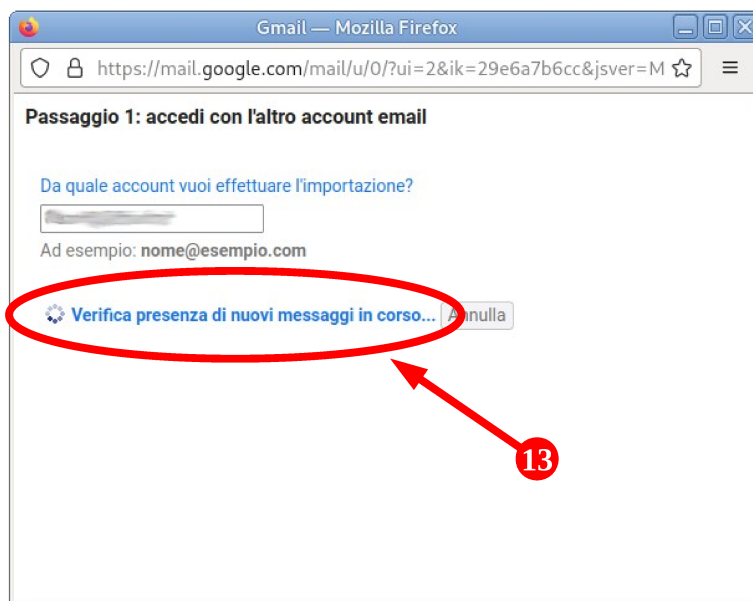 Gmail — Mozilla Firefox
https://mail.google.com/mail/u/0/?ui=2&ik=29e6a7b6cc&jsver=M
Passaggio 1: accedi con l'altro account email
Da quale account vuoi effettuare l'importazione?
Ad esempio: nome@esempio.com
Verifica presenza di nuovi messaggi in corso... Annulla
13